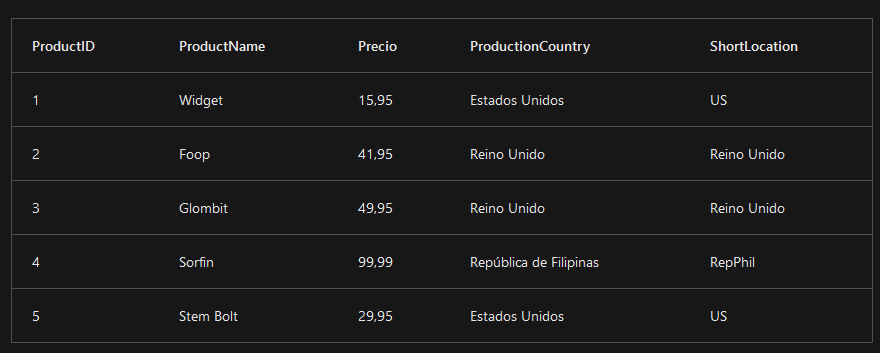 ProductID ProductName Precio ProductionCountry ShortLocation
1 Widget 15,95 Estados Unidos US
2 Foop 41,95 Reino Unido Reino Unido
3 Glombit 49,95 Reino Unido Reino Unido
4 Sorfin 99,99 República de Filipinas RepPhil
5 Stem Bolt 29,95 Estados Unidos US